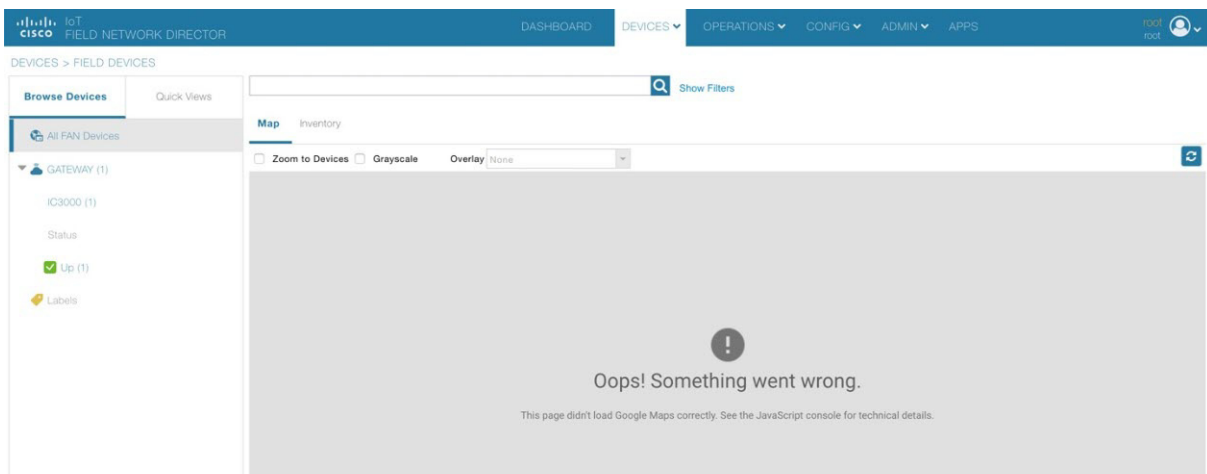 CISCO IoT FIELD NETWORK DIRECTOR
DASHBOARD DEVICES OPERATIONS CONFIG ADMIN APPS
root
root
DEVICES > FIELD DEVICES
Browse Devices Quick Views
Show Filters
All FAN Devices
Map Inventory
Zoom to Devices Grayscale Overlay None
GATEWAY (1)
IC3000 (1)
Status
Up (1)
Labels
Oops! Something went wrong.
This page didn't load Google Maps correctly. See the JavaScript console for technical details.